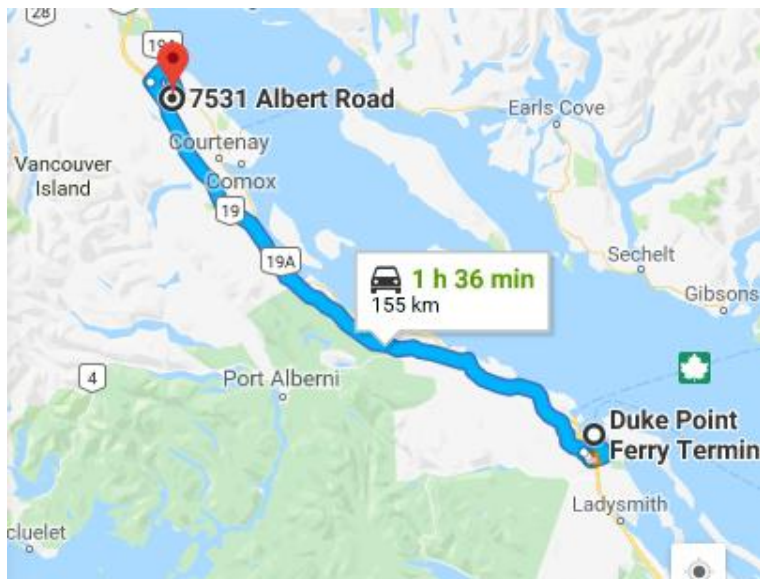 28
19A
7531 Albert Road
Earls Cove
Courtenay
Vancouver
Island
Comox
19
19A
1 h 36 min
155 km
Sechelt
Gibsons
4
Port Alberni
Duke Point
Ferry Termin
Ladysmith
cluelet